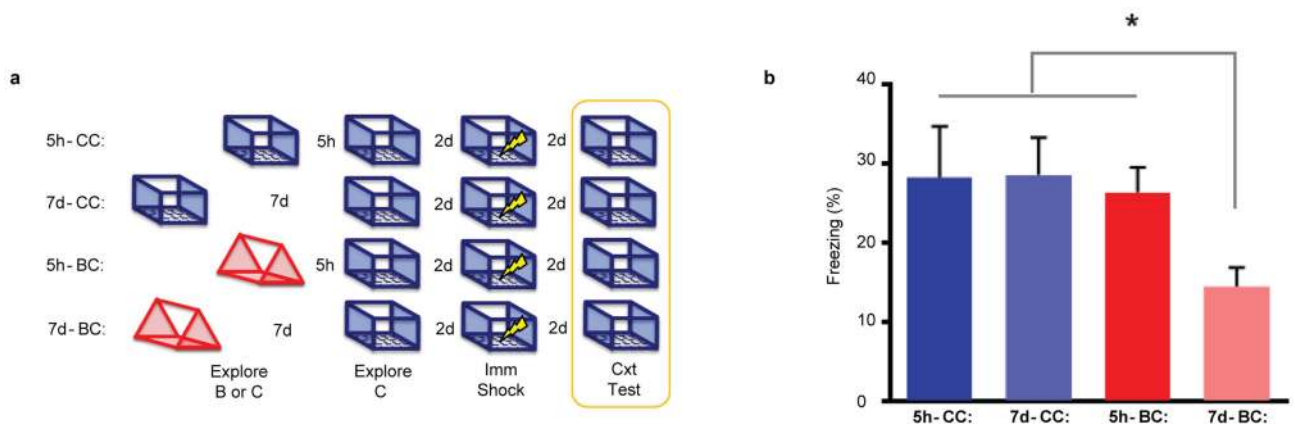 a
5h- CC: 5h 2d 2d
7d- CC: 7d 2d 2d
5h- BC: 5h 2d 2d
7d- BC: 7d 2d 2d
Explore
B or C
Explore
C
Imm
Shock
Cxt
Test
b
*
Freezing (%)
40
30
20
10
0
5h- CC: 7d- CC: 5h- BC: 7d- BC: